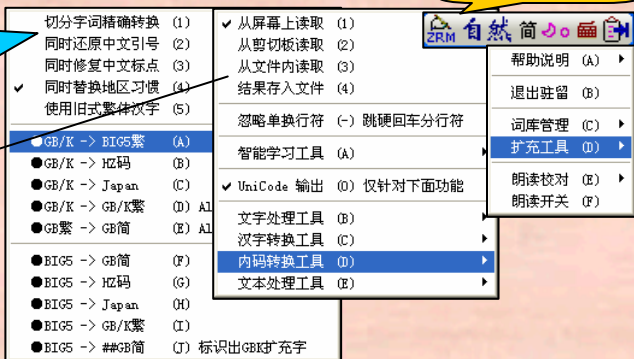 切分字词精确转换 (1)
同时还原中文引号 (2)
同时修复中文标点 (3)
✓ 同时替换地区习惯 (4)
使用旧式繁体汉字 (5)
●GB/K -> BIG5繁 (A)
●GB/K -> HZ码 (B)
●GB/K -> Japan (C)
●GB/K -> GB/K繁 (D) Al
●GB繁 -> GB简 (E) Al
●BIG5 -> GB简 (F)
●BIG5 -> HZ码 (G)
●BIG5 -> Japan (H)
●BIG5 -> GB/K繁 (I)
●BIG5 -> ##GB简 (J) 标识出GBK扩充字
✓ 从屏幕上读取 (1)
从剪切板读取 (2)
从文件内读取 (3)
结果存入文件 (4)
忽略单换行符 (-) 跳硬回车分行符
智能学习工具 (A)
✓ UniCode 输出 (0) 仅针对下面功能
文字处理工具 (B)
汉字转换工具 (C)
内码转换工具 (D)
文本处理工具 (E)
ZRM 自然 简
帮助说明 (A)
退出驻留 (B)
词库管理 (C)
扩充工具 (D)
朗读校对 (E)
朗读开关 (F)